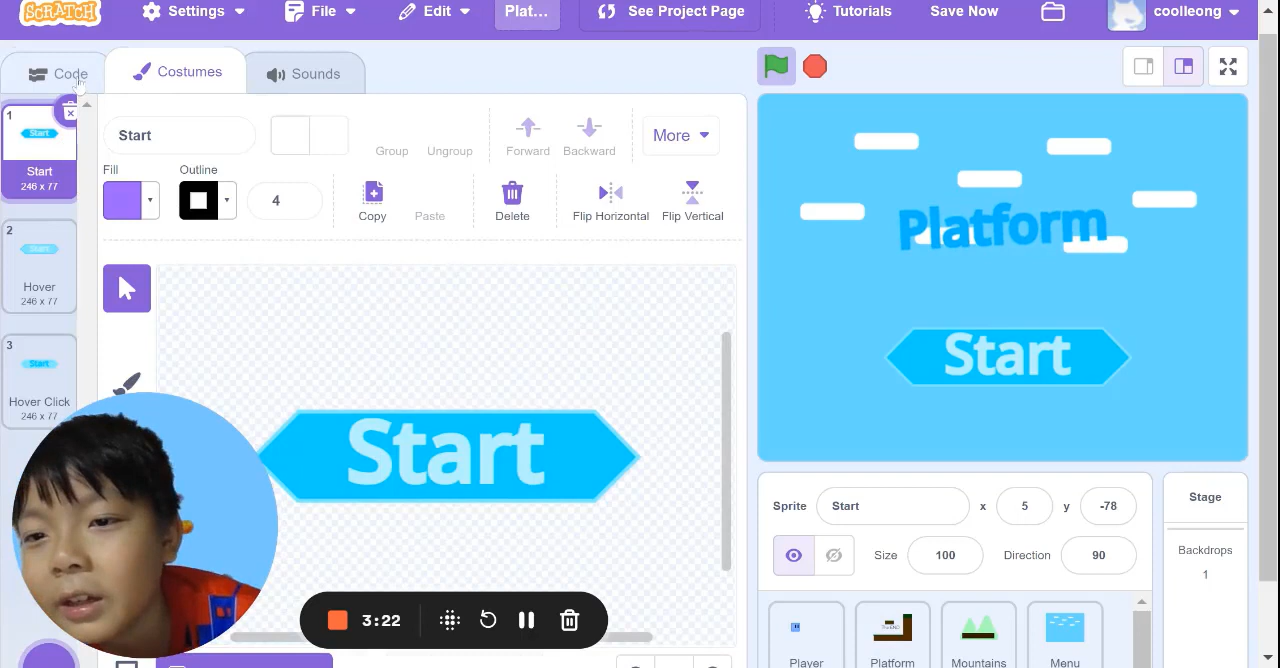 SCRATCH Settings File Edit Plat... See Project Page Tutorials Save Now coolleong
Code Costumes Sounds
1
Start
Start
246 x 77
2
Hover
246 x 77
3
Start
Hover Click
246 x 77
Start
Group Ungroup Forward Backward More
Fill Outline
4
Copy Paste Delete Flip Horizontal Flip Vertical
Start
3:22
Platform
Start
Sprite Start x 5 y -78
Size 100 Direction 90
Player Platform Mountains Menu
Stage
Backdrops
1